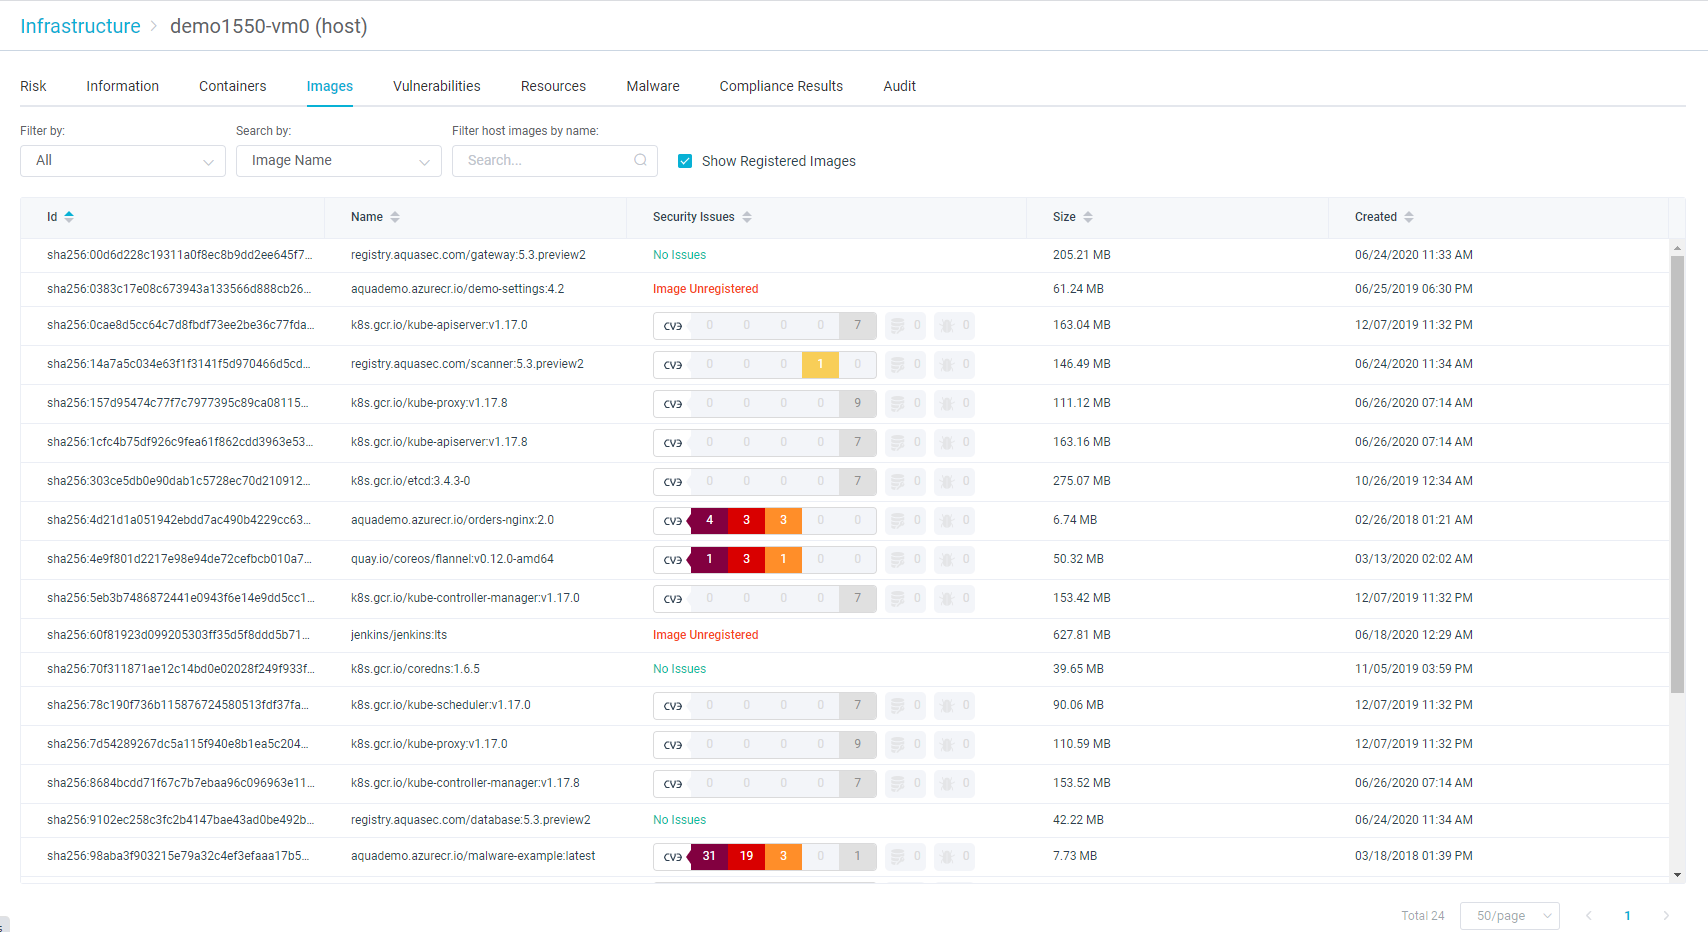 Infrastructure > demo1550-vm0 (host)
Risk Information Containers Images Vulnerabilities Resources Malware Compliance Results Audit
Filter by: Search by: Filter host images by name:
All Image Name Search... Show Registered Images
Id Name Security Issues Size Created
sha256:00d6d228c19311a0f8ec8b9dd2ee645f7... registry.aquasec.com/gateway:5.3.preview2 No Issues 205.21 MB 06/24/2020 11:33 AM
sha256:0383c17e08c673943a133566d888cb26... aquademo.azurecr.io/demo-settings:4.2 Image Unregistered 61.24 MB 06/25/2019 06:30 PM
sha256:0cae8d5cc64c7d8fbdf73ee2be36c77fda... k8s.gcr.io/kube-apiserver:v1.17.0 CVE 0 0 0 0 7 0 0 163.04 MB 12/07/2019 11:32 PM
sha256:14a7a5c034e63f1f3141f5d970466d5cd... registry.aquasec.com/scanner:5.3.preview2 CVE 0 0 0 1 0 0 0 146.49 MB 06/24/2020 11:34 AM
sha256:157d95474c77f7c7977395c89ca08115... k8s.gcr.io/kube-proxy:v1.17.8 CVE 0 0 0 0 9 0 0 111.12 MB 06/26/2020 07:14 AM
sha256:1cfc4b75df926c9fea61f862cdd3963e53... k8s.gcr.io/kube-apiserver:v1.17.8 CVE 0 0 0 0 7 0 0 163.16 MB 06/26/2020 07:14 AM
sha256:303ce5db0e90dab1c5728ec70d210912... k8s.gcr.io/etcd:3.4.3-0 CVE 0 0 0 0 7 0 0 275.07 MB 10/26/2019 12:34 AM
sha256:4d21d1a051942ebdd7ac490b4229cc63... aquademo.azurecr.io/orders-nginx:2.0 CVE 4 3 3 0 0 0 0 6.74 MB 02/26/2018 01:21 AM
sha256:4e9f801d2217e98e94de72cefbcb010a7... quay.io/coreos/flannel:v0.12.0-amd64 CVE 1 3 1 0 0 0 0 50.32 MB 03/13/2020 02:02 AM
sha256:5eb3b7486872441e0943f6e14e9dd5cc1... k8s.gcr.io/kube-controller-manager:v1.17.0 CVE 0 0 0 0 7 0 0 153.42 MB 12/07/2019 11:32 PM
sha256:60f81923d099205303ff35d5f8ddd5b71... jenkins/jenkins:lts Image Unregistered 627.81 MB 06/18/2020 12:29 AM
sha256:70f311871ae12c14bd0e02028f249f933f... k8s.gcr.io/coredns:1.6.5 No Issues 39.65 MB 11/05/2019 03:59 PM
sha256:78c190f736b115876724580513fdf37fa... k8s.gcr.io/kube-scheduler:v1.17.0 CVE 0 0 0 0 7 0 0 90.06 MB 12/07/2019 11:32 PM
sha256:7d54289267dc5a115f940e8b1ea5c204... k8s.gcr.io/kube-proxy:v1.17.0 CVE 0 0 0 0 9 0 0 110.59 MB 12/07/2019 11:32 PM
sha256:8684bcdd71f67c7b7ebaa96c096963e11... k8s.gcr.io/kube-controller-manager:v1.17.8 CVE 0 0 0 0 7 0 0 153.52 MB 06/26/2020 07:14 AM
sha256:9102ec258c3fc2b4147bae43ad0be492b... registry.aquasec.com/database:5.3.preview2 No Issues 42.22 MB 06/24/2020 11:34 AM
sha256:98aba3f903215e79a32c4ef3efaaa17b5... aquademo.azurecr.io/malware-example:latest CVE 31 19 3 0 1 0 0 7.73 MB 03/18/2018 01:39 PM
Total 24 50/page < 1 >